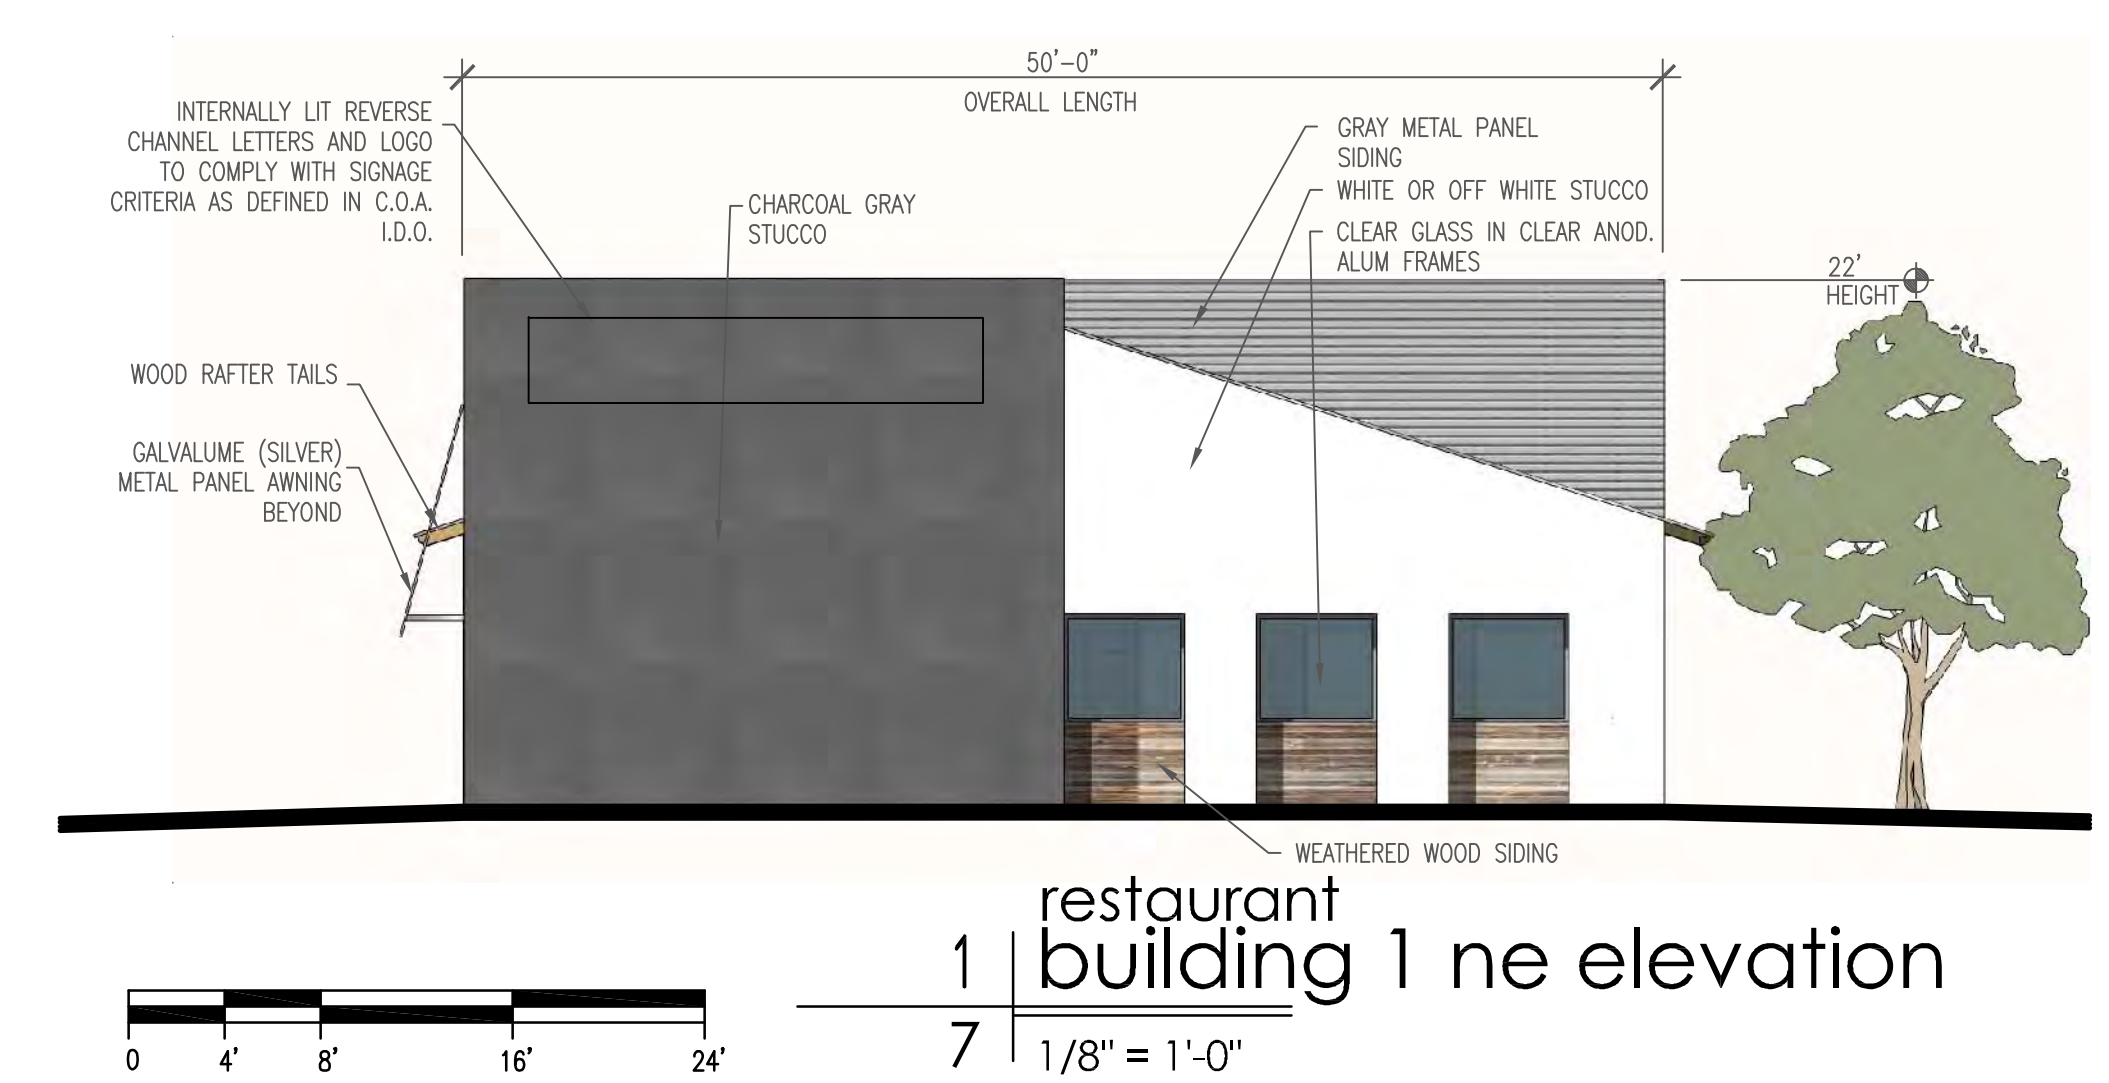 50'-0"
OVERALL LENGTH
INTERNALLY LIT REVERSE
CHANNEL LETTERS AND LOGO
TO COMPLY WITH SIGNAGE
CRITERIA AS DEFINED IN C.O.A.
I.D.O.
CHARCOAL GRAY
STUCCO
GRAY METAL PANEL
SIDING
WHITE OR OFF WHITE STUCCO
CLEAR GLASS IN CLEAR ANOD.
ALUM FRAMES
22'
HEIGHT
WOOD RAFTER TAILS
GALVALUME (SILVER)
METAL PANEL AWNING
BEYOND
WEATHERED WOOD SIDING
restaurant
1 building 1 ne elevation
7 1/8" = 1'-0"
0 4' 8' 16' 24'